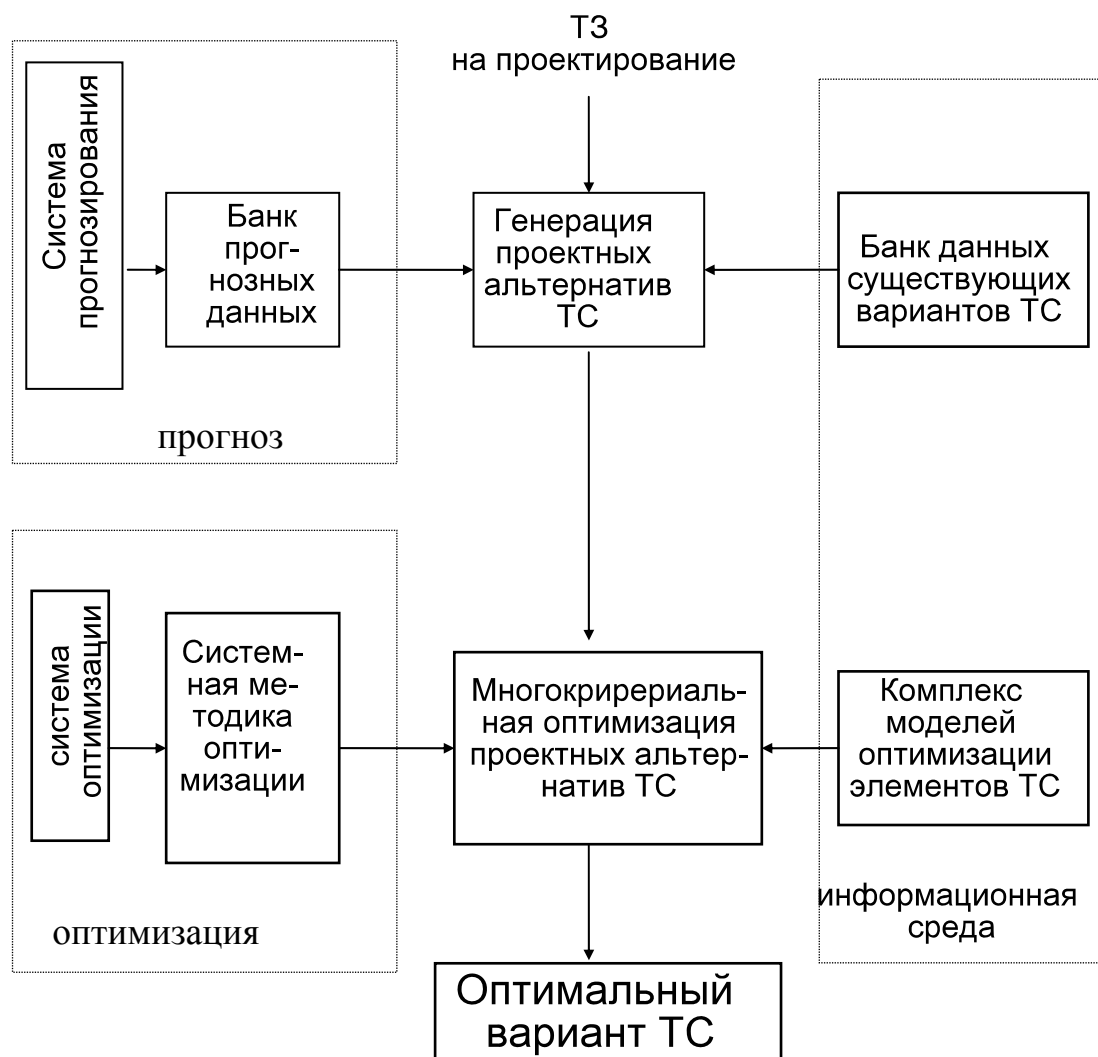 ТЗ
на проектирование
Система
прогнозирования
Банк
прог-
нозных
данных
Генерация
проектных
альтернатив
ТС
Банк данных
существующих
вариантов ТС
прогноз
система
оптимизации
Систем-
ная ме-
тодика
опти-
мизации
Многокрирериаль-
ная оптимизация
проектных альтер-
натив ТС
Комплекс
моделей
оптимизации
элементов ТС
оптимизация
информационная
среда
Оптимальный
вариант ТС